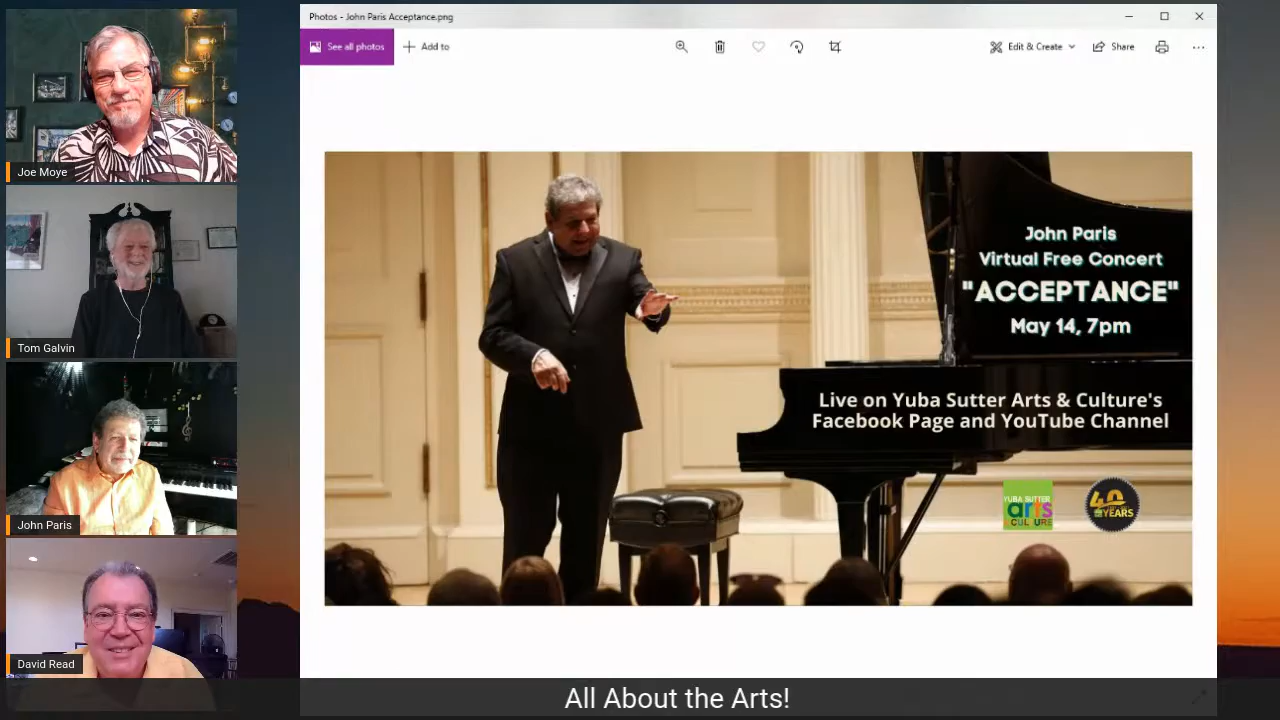 Joe Moye
Tom Galvin
John Paris
David Read
Photos - John Paris Acceptance.png
See all photos
Add to
Edit & Create
Share
John Paris
Virtual Free Concert
"ACCEPTANCE"
May 14, 7pm
Live on Yuba Sutter Arts & Culture's
Facebook Page and YouTube Channel
YUBA SUTTER
arts
CULTURE
40
YEARS
All About the Arts!